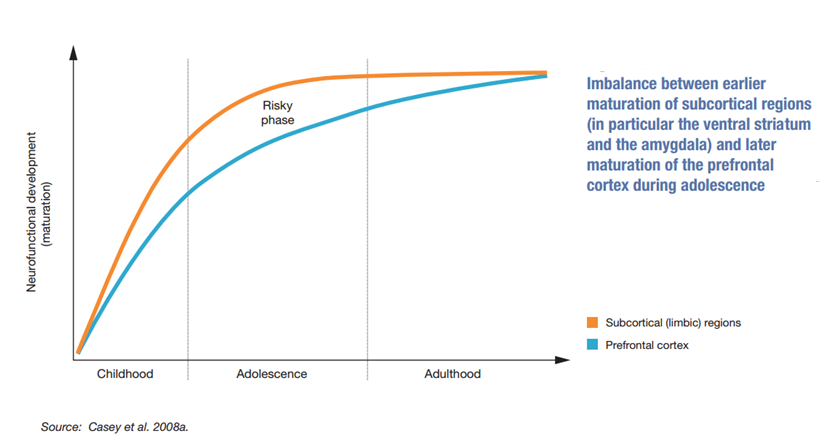 Imbalance between earlier
maturation of subcortical regions
(in particular the ventral striatum
and the amygdala) and later
maturation of the prefrontal
cortex during adolescence
Neurofunctional development
(maturation)
Risky
phase
Subcortical (limbic) regions
Prefrontal cortex
Childhood
Adolescence
Adulthood
Source: Casey et al. 2008a.